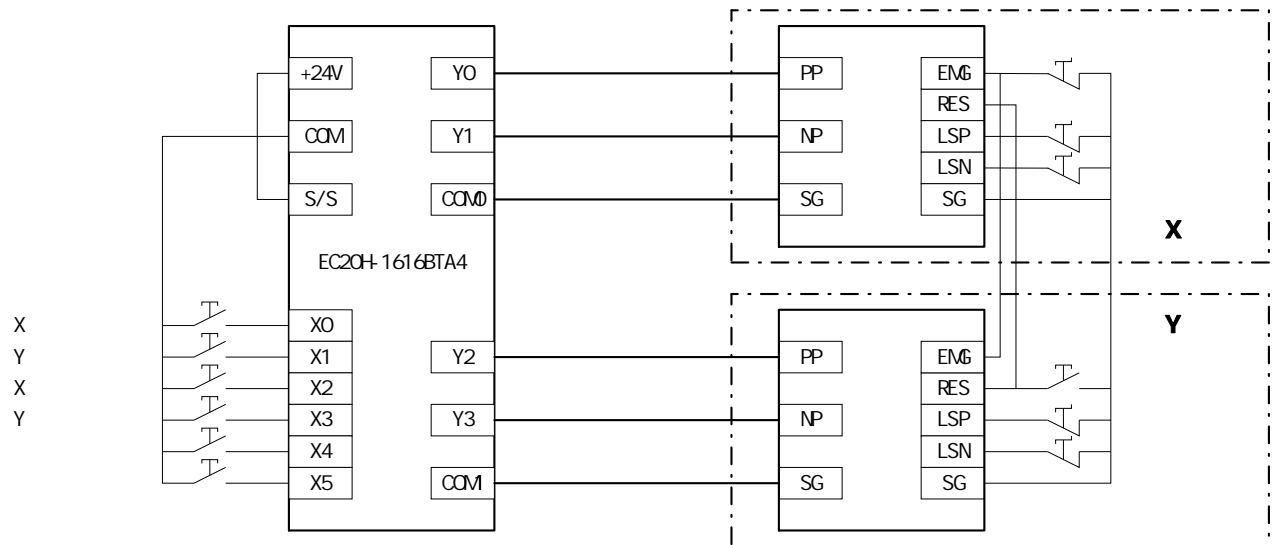 +24V Y0 PP EMG
RES
COM Y1 NP LSP
LSN
S/S COM0 SG SG
X
EC20H-1616BTA4
X X0 Y
Y X1 Y2 PP EMG
X X2 RES
Y X3 Y3 NP LSP
X4 LSN
X5 COM1 SG SG